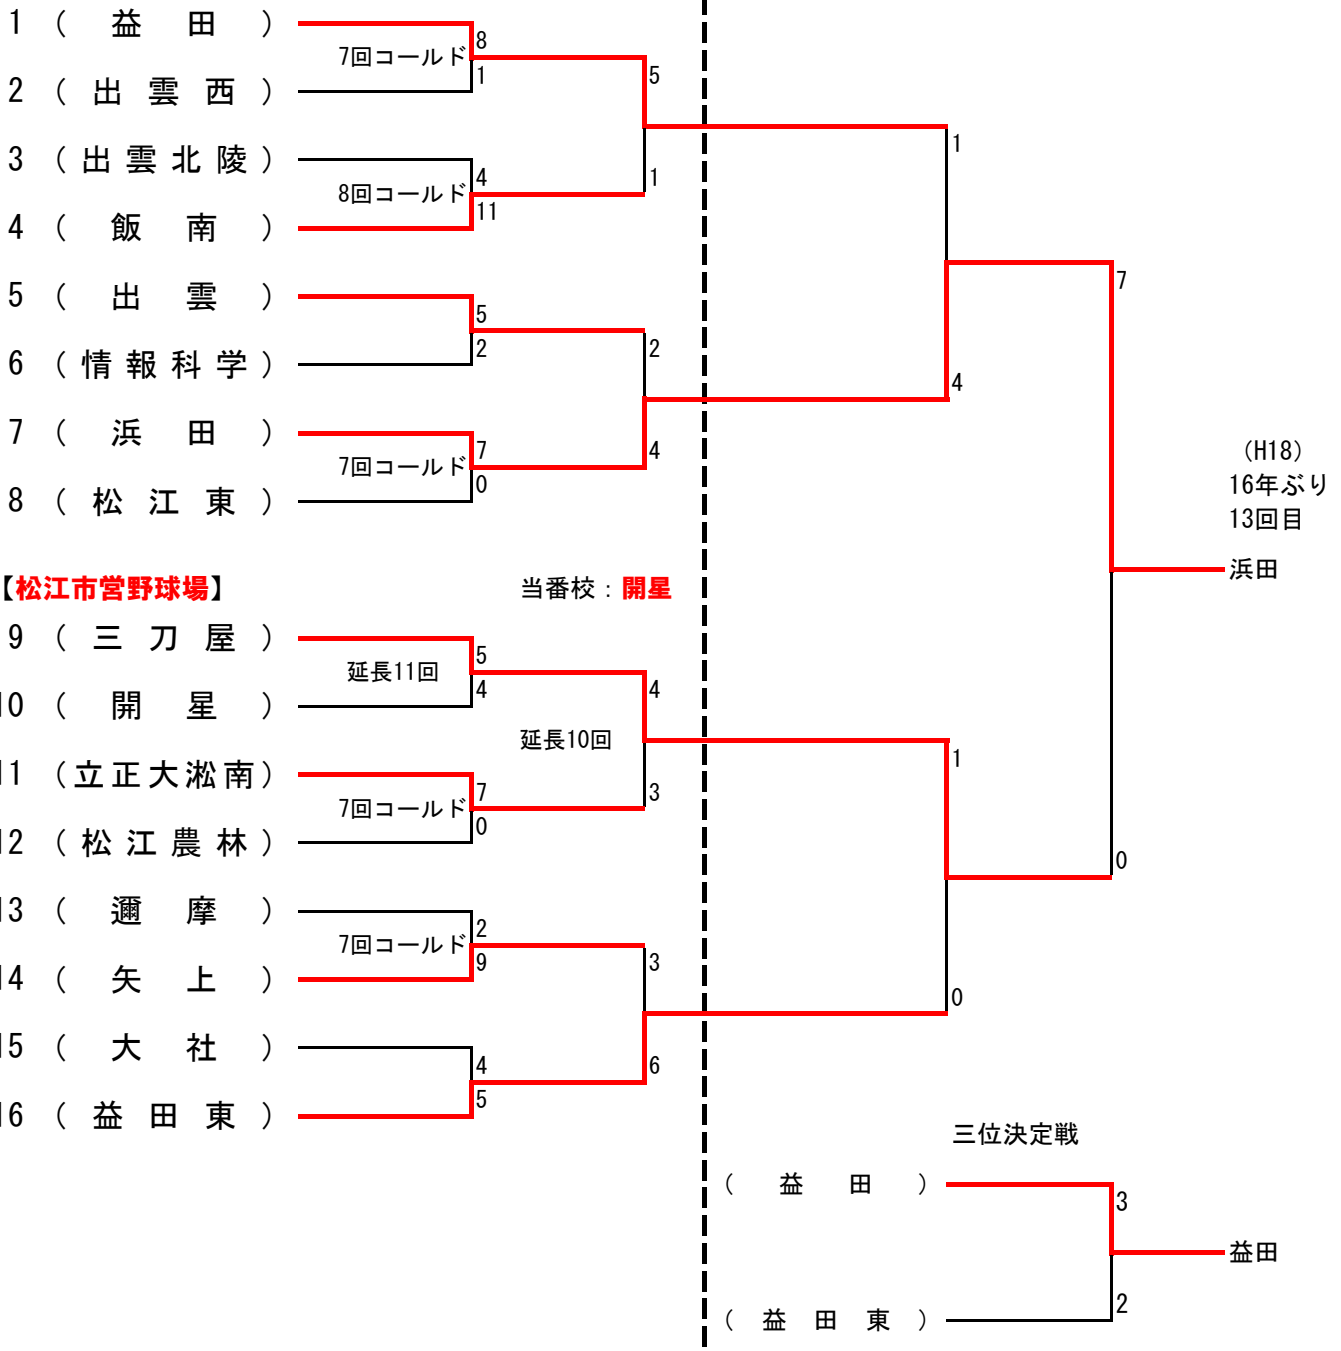 1 ( 益田 )
8
7回コールド
1
2 ( 出雲西 )
5
3 ( 出雲北陵 )
4
8回コールド
11
1
4 ( 飯南 )
1
5 ( 出雲 )
5
2
6 ( 情報科学 )
2
4
7 ( 浜田 )
7
7回コールド
0
4
8 ( 松江東 )
7
(H18)
16年ぶり
13回目
浜田
【松江市営野球場】 当番校：開星
9 ( 三刀屋 )
5
延長11回
4
10 ( 開星 )
4
延長10回
11 ( 立正大淞南 )
7
7回コールド
0
3
12 ( 松江農林 )
1
0
13 ( 邇摩 )
2
7回コールド
9
14 ( 矢上 )
3
0
15 ( 大社 )
4
5
6
16 ( 益田東 )
三位決定戦
( 益田 )
3
益田
2
( 益田東 )